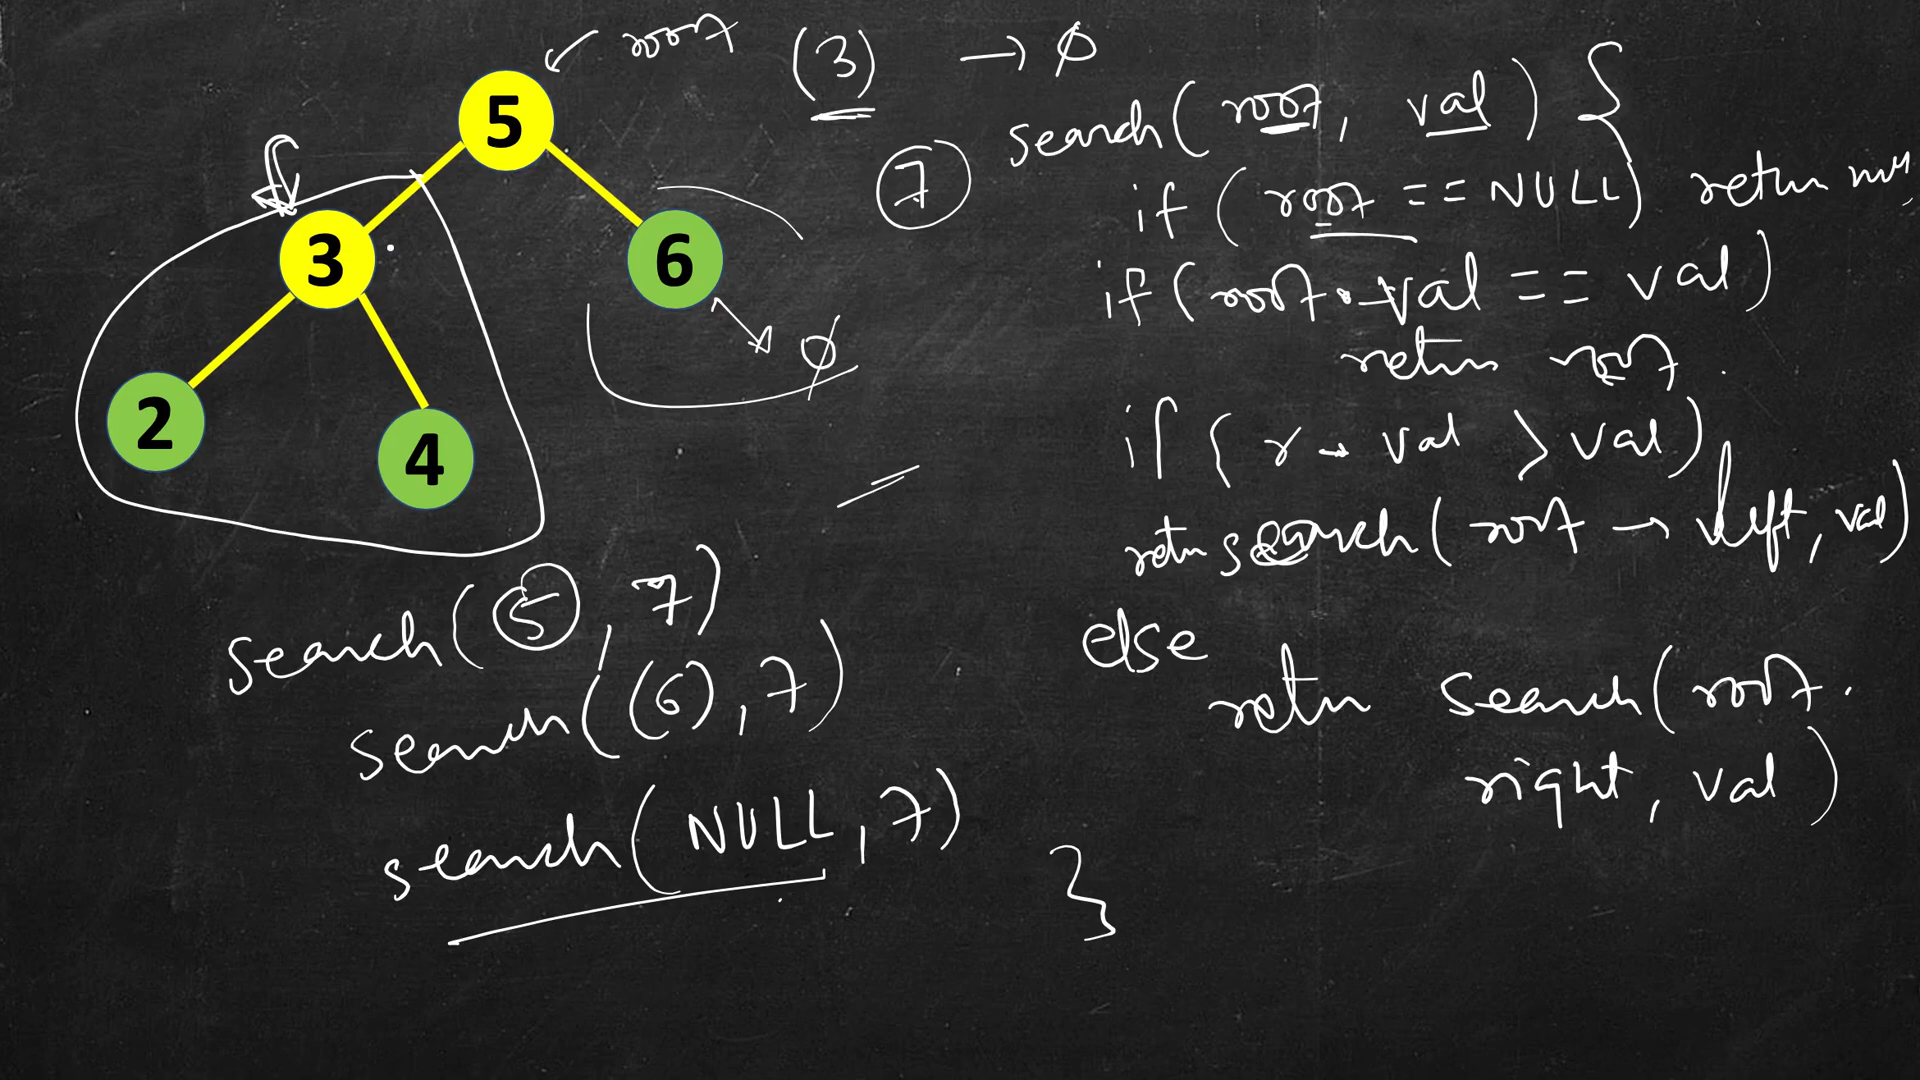 root (3) → ϕ
5
3
6
ϕ
2
4
7
search( root, val ) {
if ( root == NULL) return null,
if ( root.val == val )
return root.
if ( r → val > val )
retn search( root → left, val )
else
retn search( root.
right, val )
}
search( 5, 7)
search( (6), 7)
search( NULL, 7)